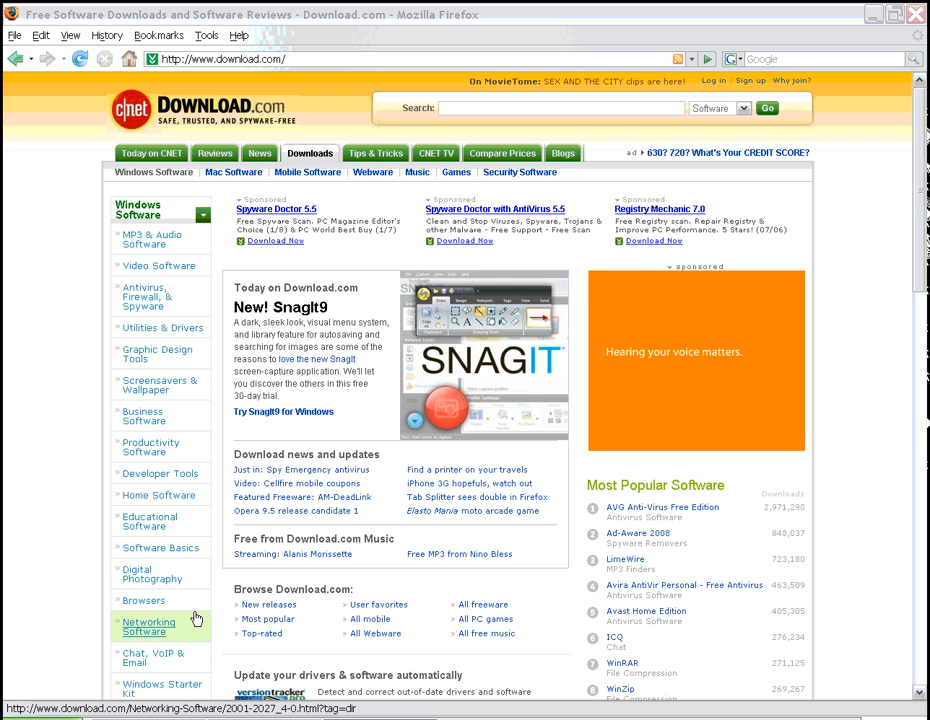 Free Software Downloads and Software Reviews - Download.com - Mozilla Firefox
File Edit View History Bookmarks Tools Help
http://www.download.com/
Google
On MovieTome: SEX AND THE CITY clips are here! Log in Sign up Why join?
c|net DOWNLOAD.com
SAFE, TRUSTED, AND SPYWARE-FREE
Search: Software Go
Today on CNET Reviews News Downloads Tips & Tricks CNET TV Compare Prices Blogs
ad 630? 720? What's Your CREDIT SCORE?
Windows Software Mac Software Mobile Software Webware Music Games Security Software
Windows
Software
MP3 & Audio
Software
Video Software
Antivirus,
Firewall, &
Spyware
Utilities & Drivers
Graphic Design
Tools
Screensavers &
Wallpaper
Business
Software
Productivity
Software
Developer Tools
Home Software
Educational
Software
Software Basics
Digital
Photography
Browsers
Networking
Software
Chat, VoIP &
Email
Windows Starter
Kit
Sponsored
Spyware Doctor 5.5
Free Spyware Scan. PC Magazine Editor's
Choice (1/8) & PC World Best Buy (1/7)
Download Now
Sponsored
Spyware Doctor with AntiVirus 5.5
Clean and Stop Viruses, Spyware, Trojans &
other Malware - Free Support - Free Scan
Download Now
Sponsored
Registry Mechanic 7.0
Free Registry scan. Repair Registry &
Improve PC Performance. 5 Stars! (07/06)
Download Now
Today on Download.com
New! SnagIt9
A dark, sleek look, visual menu system,
and library feature for autosaving and
searching for images are some of the
reasons to love the new SnagIt
screen-capture application. We'll let
you discover the others in this free
30-day trial.
Try SnagIt9 for Windows
SNAGIT
Download news and updates
Just in: Spy Emergency antivirus
Video: Cellfire mobile coupons
Featured Freeware: AM-DeadLink
Opera 9.5 release candidate 1
Find a printer on your travels
iPhone 3G hopefuls, watch out
Tab Splitter sees double in Firefox
Elasto Mania moto arcade game
Free from Download.com Music
Streaming: Alanis Morissette
Free MP3 from Nino Bless
Browse Download.com:
New releases User favorites All freeware
Most popular All mobile All PC games
Top-rated All Webware All free music
Update your drivers & software automatically
versiontracker
Detect and correct out-of-date drivers and software
sponsored
Hearing your voice matters.
Most Popular Software
Downloads
1 AVG Anti-Virus Free Edition 2,971,290
Antivirus Software
2 Ad-Aware 2008 848,037
Spyware Removers
3 LimeWire 723,180
MP3 Finders
4 Avira AntiVir Personal - Free Antivirus 463,509
Antivirus Software
5 Avast Home Edition 405,305
Antivirus Software
6 ICQ 276,234
Chat
7 WinRAR 271,125
File Compression
8 WinZip 269,267
File Compression
http://www.download.com/Networking-Software/2001-2027_4-0.html?tag=dir